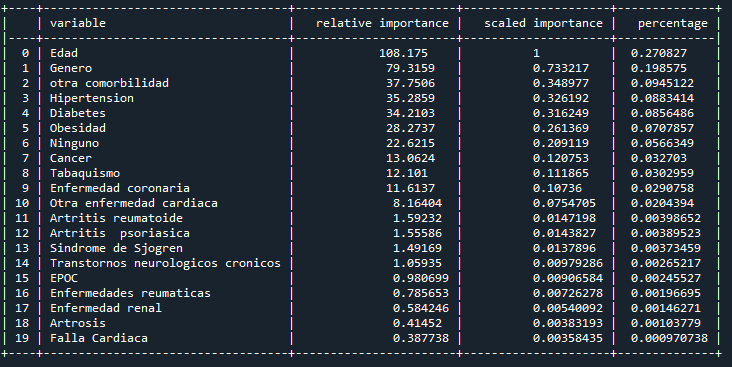 +----+-----------------------------------+-----------------------+---------------------+--------------+
|    | variable                          |   relative importance |   scaled importance |   percentage |
|----+-----------------------------------+-----------------------+---------------------+--------------|
|  0 | Edad                              |            108.175    |          1          |  0.270827    |
|  1 | Genero                            |             79.3159   |          0.733217   |  0.198575    |
|  2 | otra comorbilidad                 |             37.7506   |          0.348977   |  0.0945122   |
|  3 | Hipertension                      |             35.2859   |          0.326192   |  0.0883414   |
|  4 | Diabetes                          |             34.2103   |          0.316249   |  0.0856486   |
|  5 | Obesidad                          |             28.2737   |          0.261369   |  0.0707857   |
|  6 | Ninguno                           |             22.6215   |          0.209119   |  0.0566349   |
|  7 | Cancer                            |             13.0624   |          0.120753   |  0.032703    |
|  8 | Tabaquismo                        |             12.101    |          0.111865   |  0.0302959   |
|  9 | Enfermedad coronaria              |             11.6137   |          0.10736    |  0.0290758   |
| 10 | Otra enfermedad cardiaca          |              8.16404  |          0.0754705  |  0.0204394   |
| 11 | Artritis reumatoide               |              1.59232  |          0.0147198  |  0.00398652  |
| 12 | Artritis  psoriasica              |              1.55586  |          0.0143827  |  0.00389523  |
| 13 | Sindrome de Sjogren               |              1.49169  |          0.0137896  |  0.00373459  |
| 14 | Transtornos neurologicos cronicos |              1.05935  |          0.00979286 |  0.00265217  |
| 15 | EPOC                              |              0.980699 |          0.00906584 |  0.00245527  |
| 16 | Enfermedades reumaticas           |              0.785653 |          0.00726278 |  0.00196695  |
| 17 | Enfermedad renal                  |              0.584246 |          0.00540092 |  0.00146271  |
| 18 | Artrosis                          |              0.41452  |          0.00383193 |  0.00103779  |
| 19 | Falla Cardiaca                    |              0.387738 |          0.00358435 |  0.000970738 |
+----+-----------------------------------+-----------------------+---------------------+--------------+